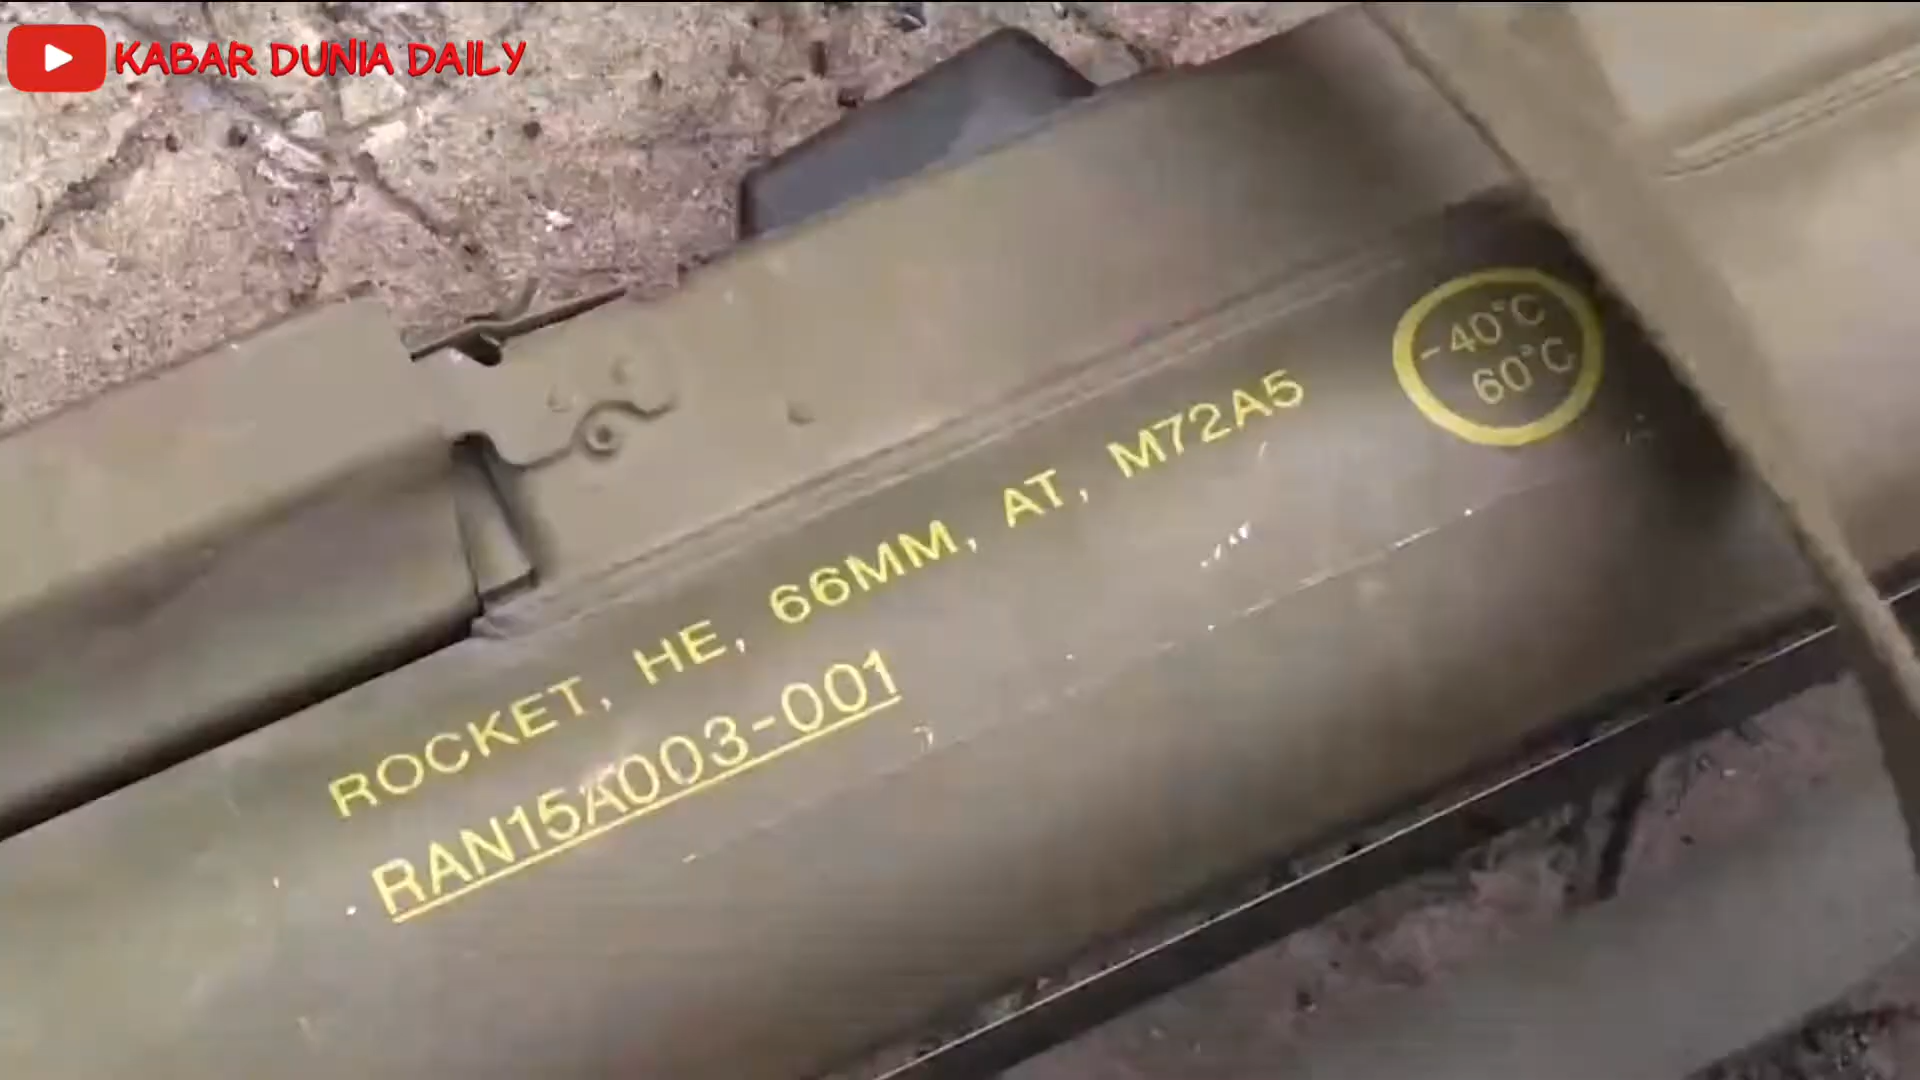 KABAR DUNIA DAILY
-40°C
60°C
ROCKET, HE, 66MM, AT, M72A5
RAN15A003-001